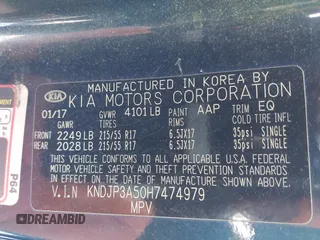 MANUFACTURED IN KOREA BY
KIA KIA MOTORS CORPORATION
01/17 GVWR 4101 LB PAINT AAP TRIM EQ
GAWR TIRES RIMS COLD TIRE INFL
FRONT 2249 LB 215/55 R17 6.5JX17 35psi SINGLE
REAR 2028 LB 215/55 R17 6.5JX17 35psi SINGLE
THIS VEHICLE CONFORMS TO ALL APPLICABLE
FEDERAL MOTOR VEHICLE SAFETY AND THEFT
PREVENTION STANDARDS IN EFFECT ON THE DATE
OF MANUFACTURE SHOWN ABOVE.
V.I.N KNDJP3A50H7474979
MPV
P64